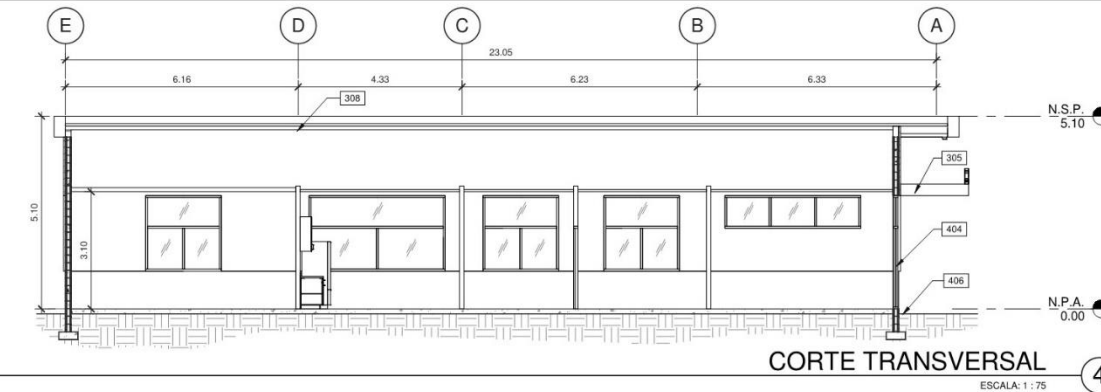 E D C B A
23.05
6.16 4.33 6.23 6.33
308
N.S.P.
5.10
305
5.10
3.10
404
406
N.P.A.
0.00
CORTE TRANSVERSAL
4
ESCALA: 1 : 75